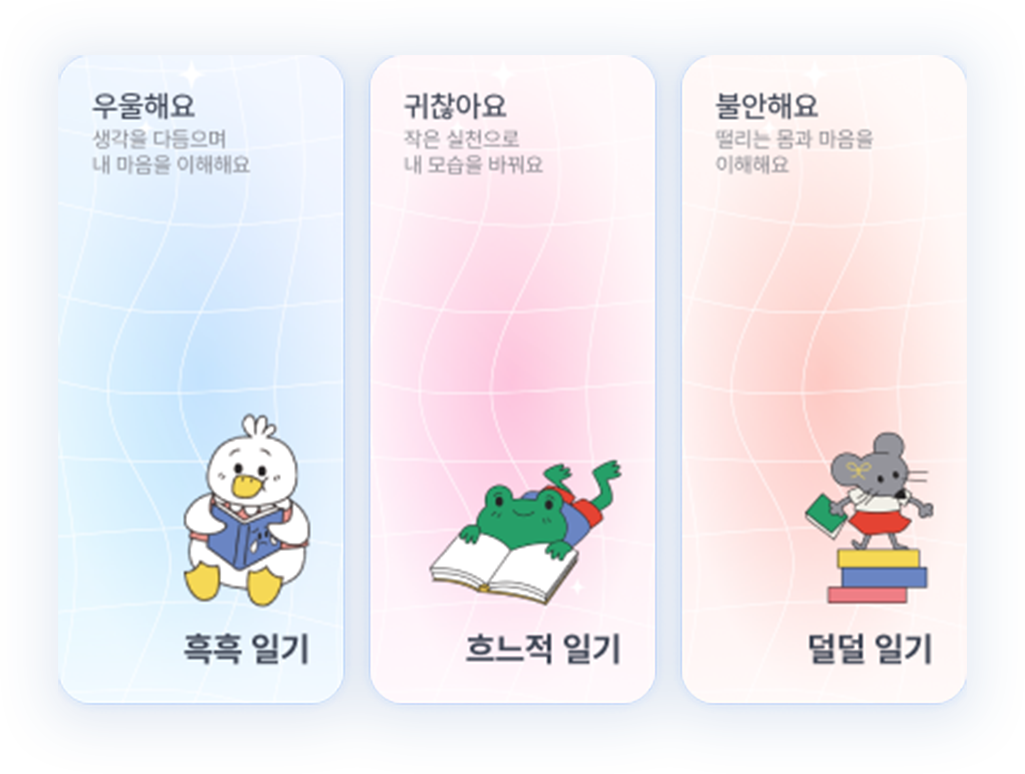 우울해요
생각을 다듬으며
내 마음을 이해해요
흑흑 일기
귀찮아요
작은 실천으로
내 모습을 바꿔요
흐느적 일기
불안해요
떨리는 몸과 마음을
이해해요
덜덜 일기